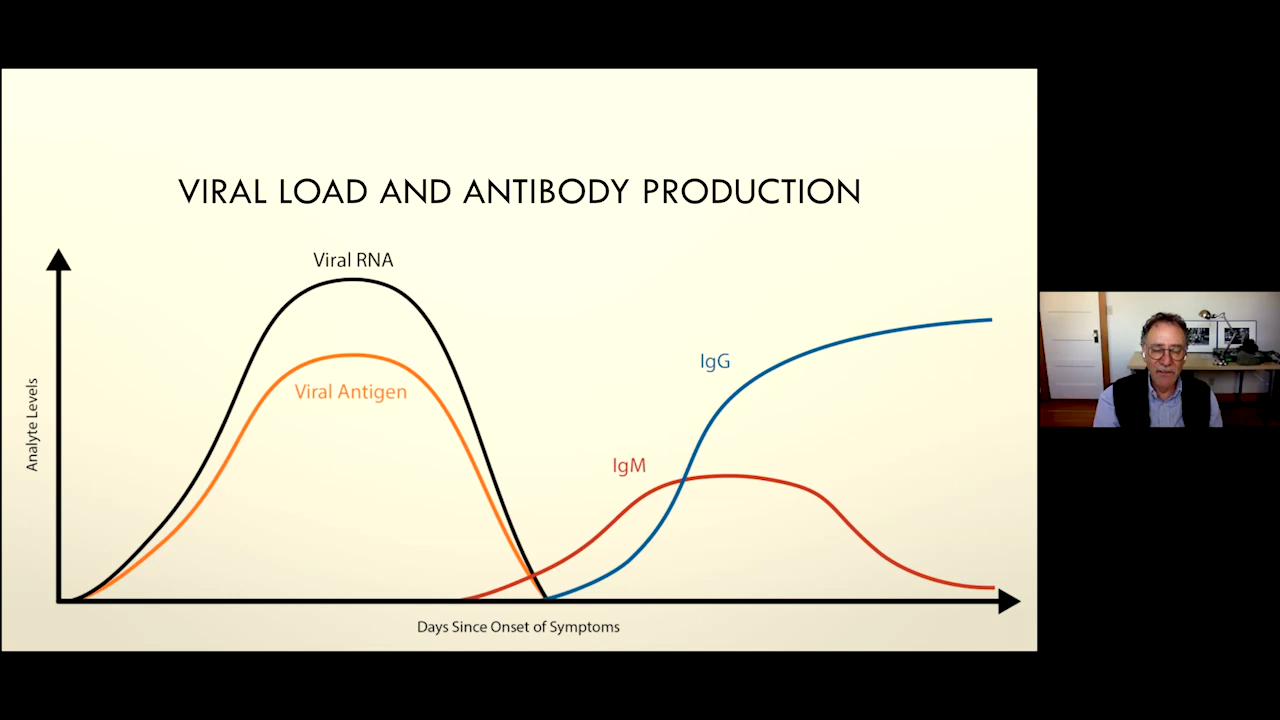 VIRAL LOAD AND ANTIBODY PRODUCTION
Viral RNA
Viral Antigen
IgG
IgM
Analyte Levels
Days Since Onset of Symptoms